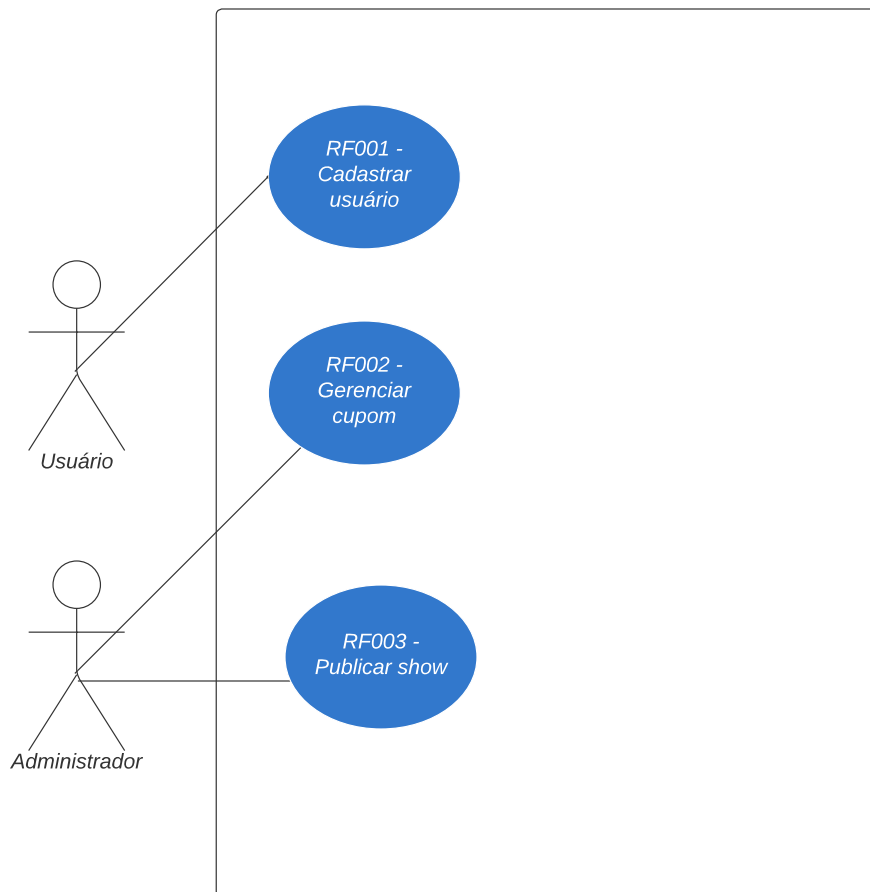 RF001 -
Cadastrar
usuário
RF002 -
Gerenciar
cupom
Usuário
RF003 -
Publicar show
Administrador